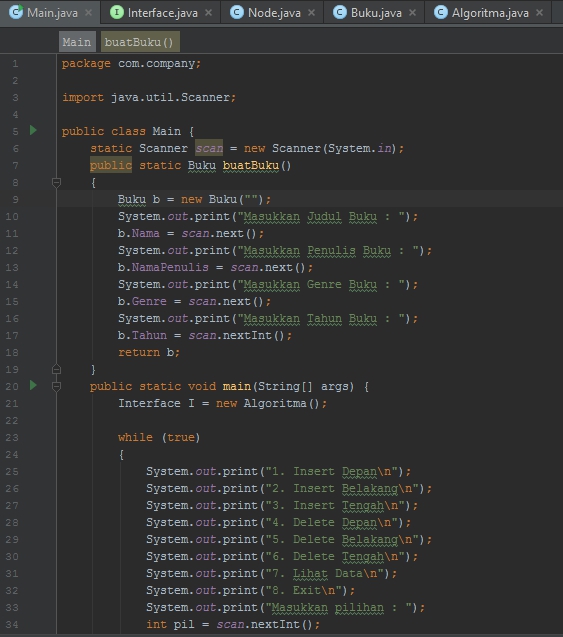 Main.java × Interface.java × Node.java × Buku.java × Algoritma.java ×
Main buatBuku()
1 package com.company;
2
3 import java.util.Scanner;
4
5 public class Main {
6 static Scanner scan = new Scanner(System.in);
7 public static Buku buatBuku()
8 {
9 Buku b = new Buku("");
10 System.out.print("Masukkan Judul Buku : ");
11 b.Nama = scan.next();
12 System.out.print("Masukkan Penulis Buku : ");
13 b.NamaPenulis = scan.next();
14 System.out.print("Masukkan Genre Buku : ");
15 b.Genre = scan.next();
16 System.out.print("Masukkan Tahun Buku : ");
17 b.Tahun = scan.nextInt();
18 return b;
19 }
20 public static void main(String[] args) {
21 Interface I = new Algoritma();
22
23 while (true)
24 {
25 System.out.print("1. Insert Depan\n");
26 System.out.print("2. Insert Belakang\n");
27 System.out.print("3. Insert Tengah\n");
28 System.out.print("4. Delete Depan\n");
29 System.out.print("5. Delete Belakang\n");
30 System.out.print("6. Delete Tengah\n");
31 System.out.print("7. Lihat Data\n");
32 System.out.print("8. Exit\n");
33 System.out.print("Masukkan pilihan : ");
34 int pil = scan.nextInt();